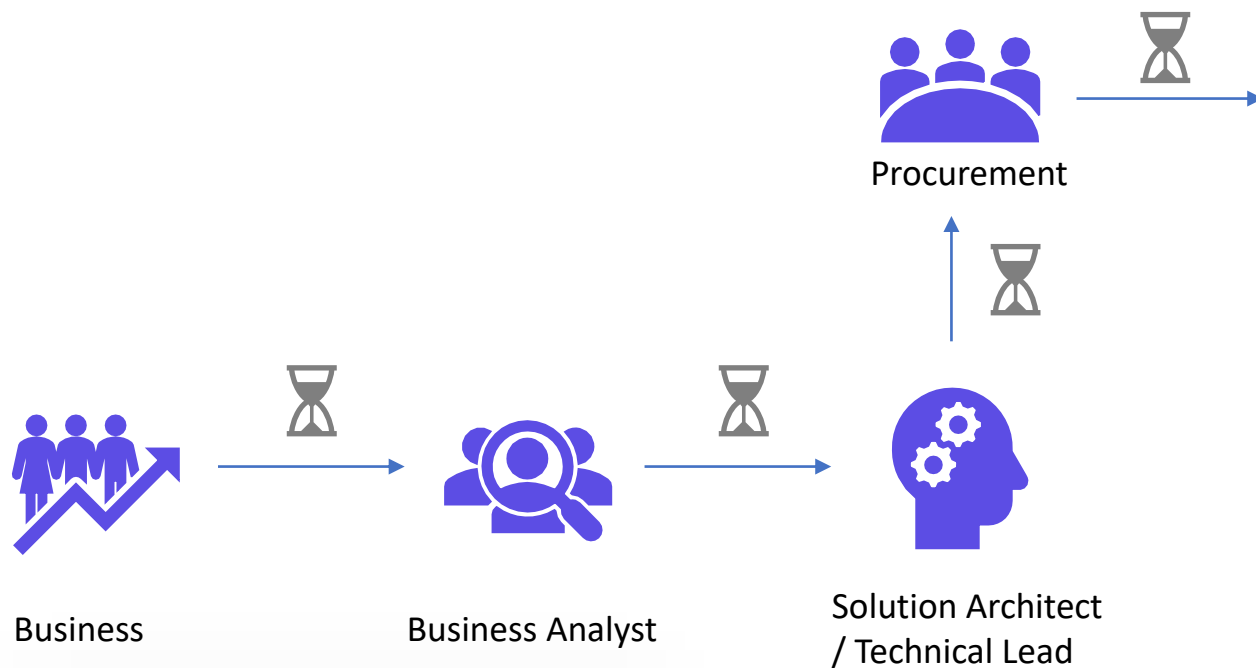 Procurement
Business
Business Analyst
Solution Architect
/ Technical Lead